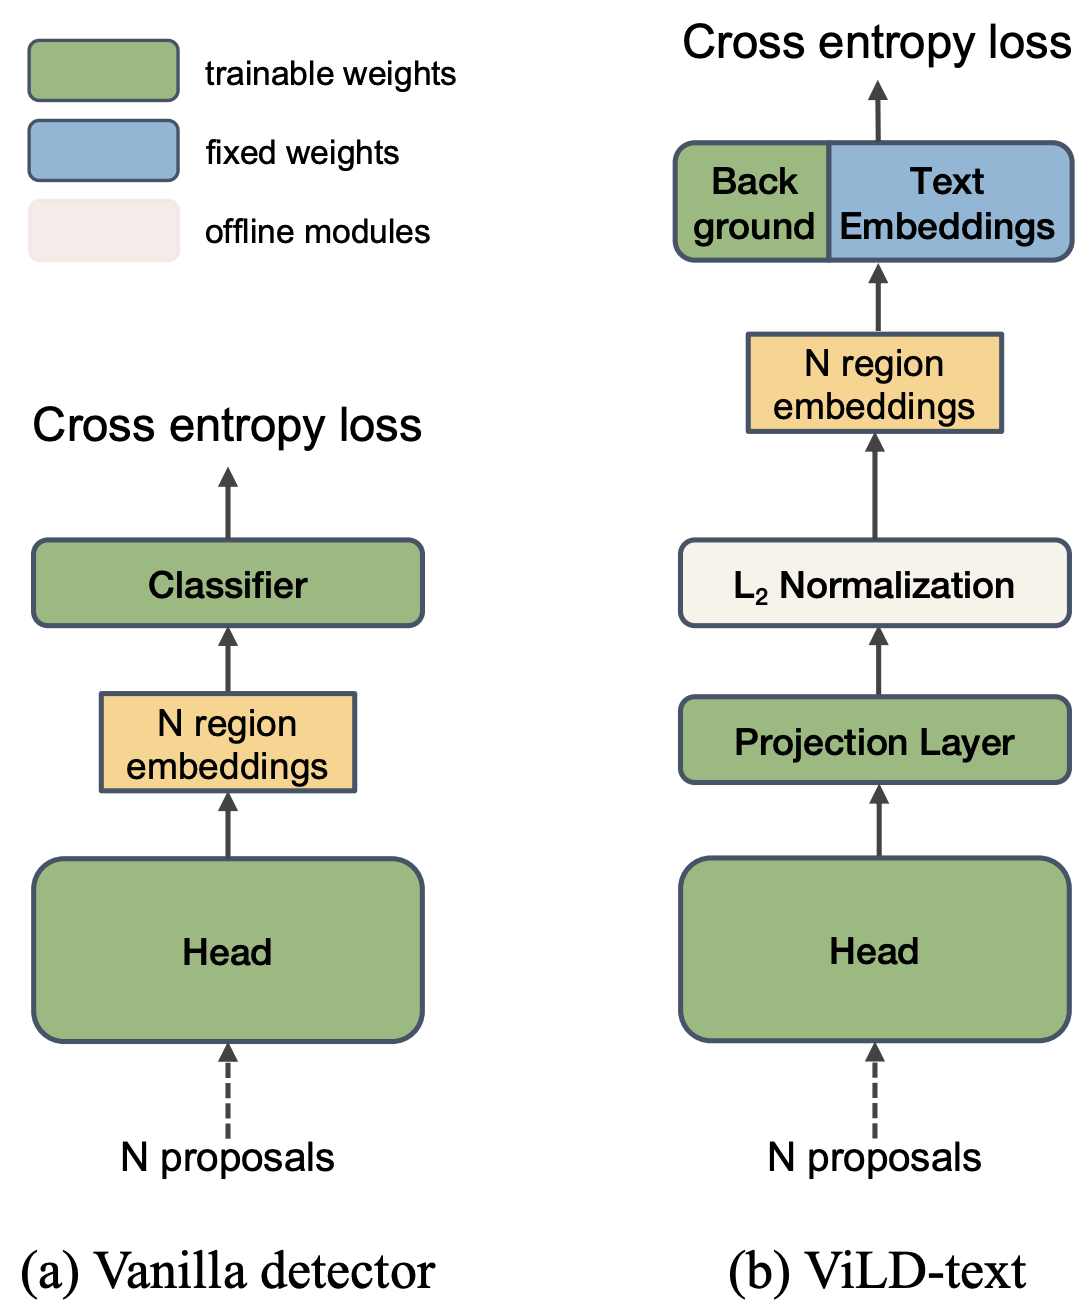 trainable weights
fixed weights
offline modules
Cross entropy loss
Classifier
N region
embeddings
Head
N proposals
(a) Vanilla detector
Cross entropy loss
Back
ground
Text
Embeddings
N region
embeddings
L₂ Normalization
Projection Layer
Head
N proposals
(b) ViLD-text